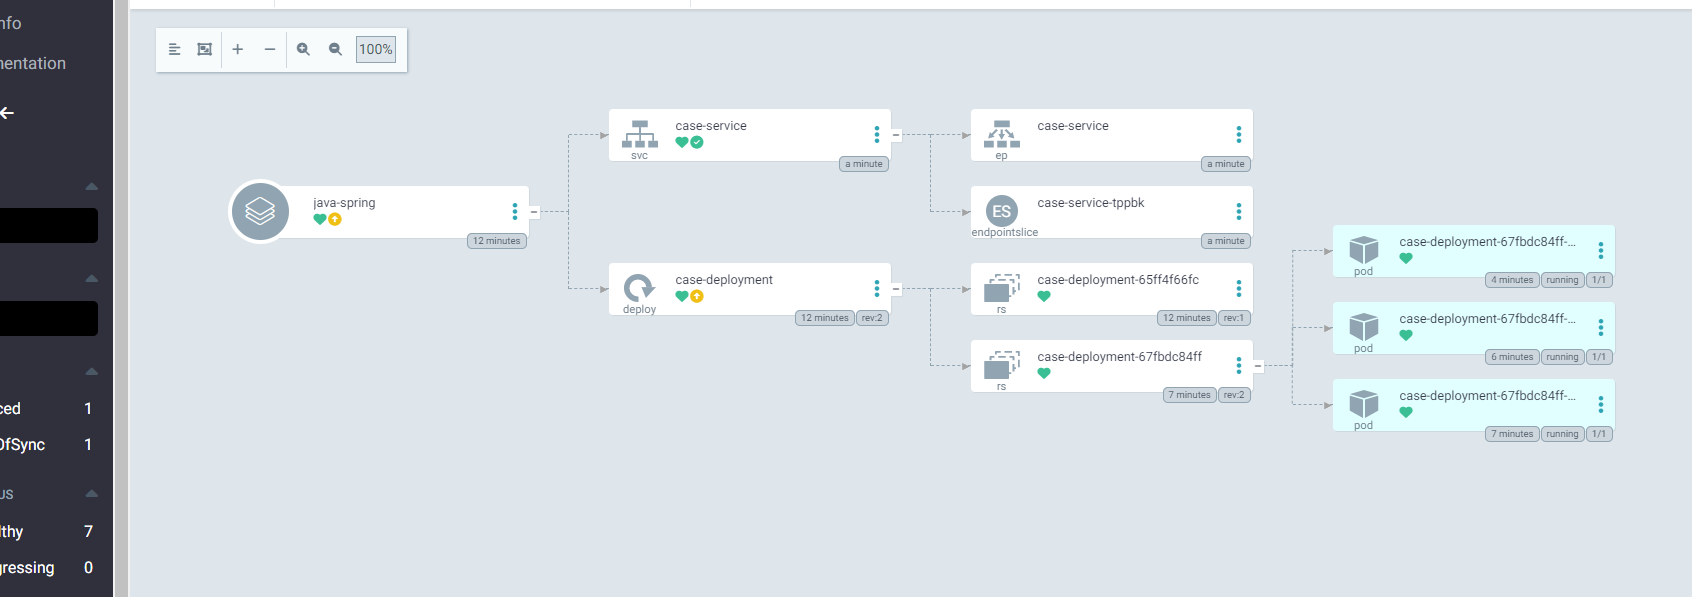 nfo
nentation
ced 1
OfSync 1
us
lthy 7
gressing 0
100%
java-spring
12 minutes
case-service
svc
a minute
case-deployment
deploy
12 minutes
rev:2
case-service
ep
a minute
ES
case-service-tppbk
endpointslice
a minute
case-deployment-65ff4f66fc
rs
12 minutes
rev:1
case-deployment-67fbdc84ff
rs
7 minutes
rev:2
case-deployment-67fbdc84ff-...
pod
4 minutes
running
1/1
case-deployment-67fbdc84ff-...
pod
6 minutes
running
1/1
case-deployment-67fbdc84ff-...
pod
7 minutes
running
1/1